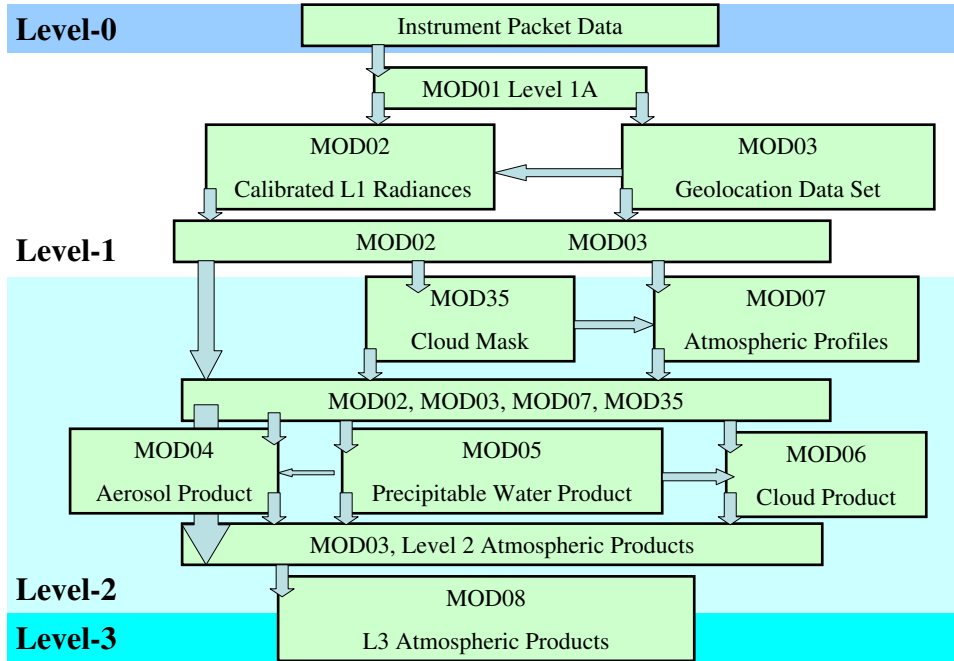 Level-0
Instrument Packet Data
MOD01 Level 1A
MOD02
Calibrated L1 Radiances
MOD03
Geolocation Data Set
Level-1
MOD02 MOD03
MOD35
Cloud Mask
MOD07
Atmospheric Profiles
MOD02, MOD03, MOD07, MOD35
MOD04
Aerosol Product
MOD05
Precipitable Water Product
MOD06
Cloud Product
MOD03, Level 2 Atmospheric Products
Level-2
MOD08
L3 Atmospheric Products
Level-3